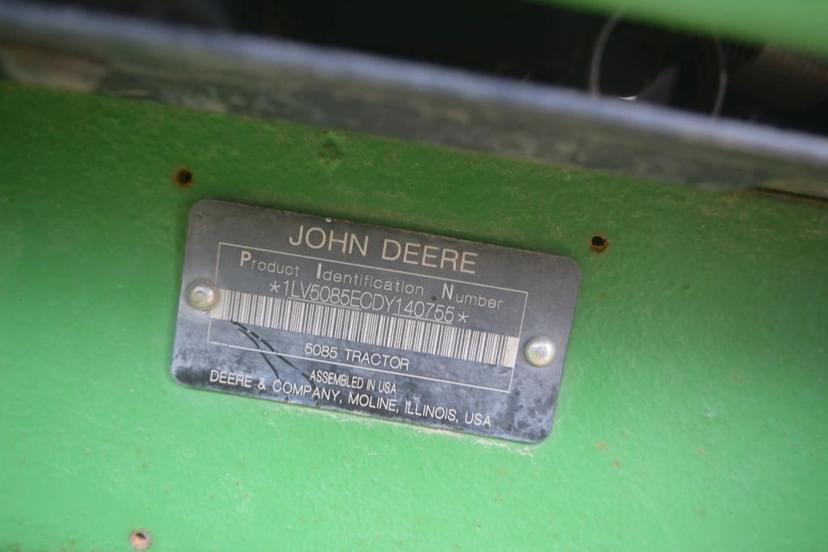 JOHN DEERE
Product Identification Number
*1LV5085ECDY140755*
5085 TRACTOR
ASSEMBLED IN USA
DEERE & COMPANY, MOLINE, ILLINOIS, USA